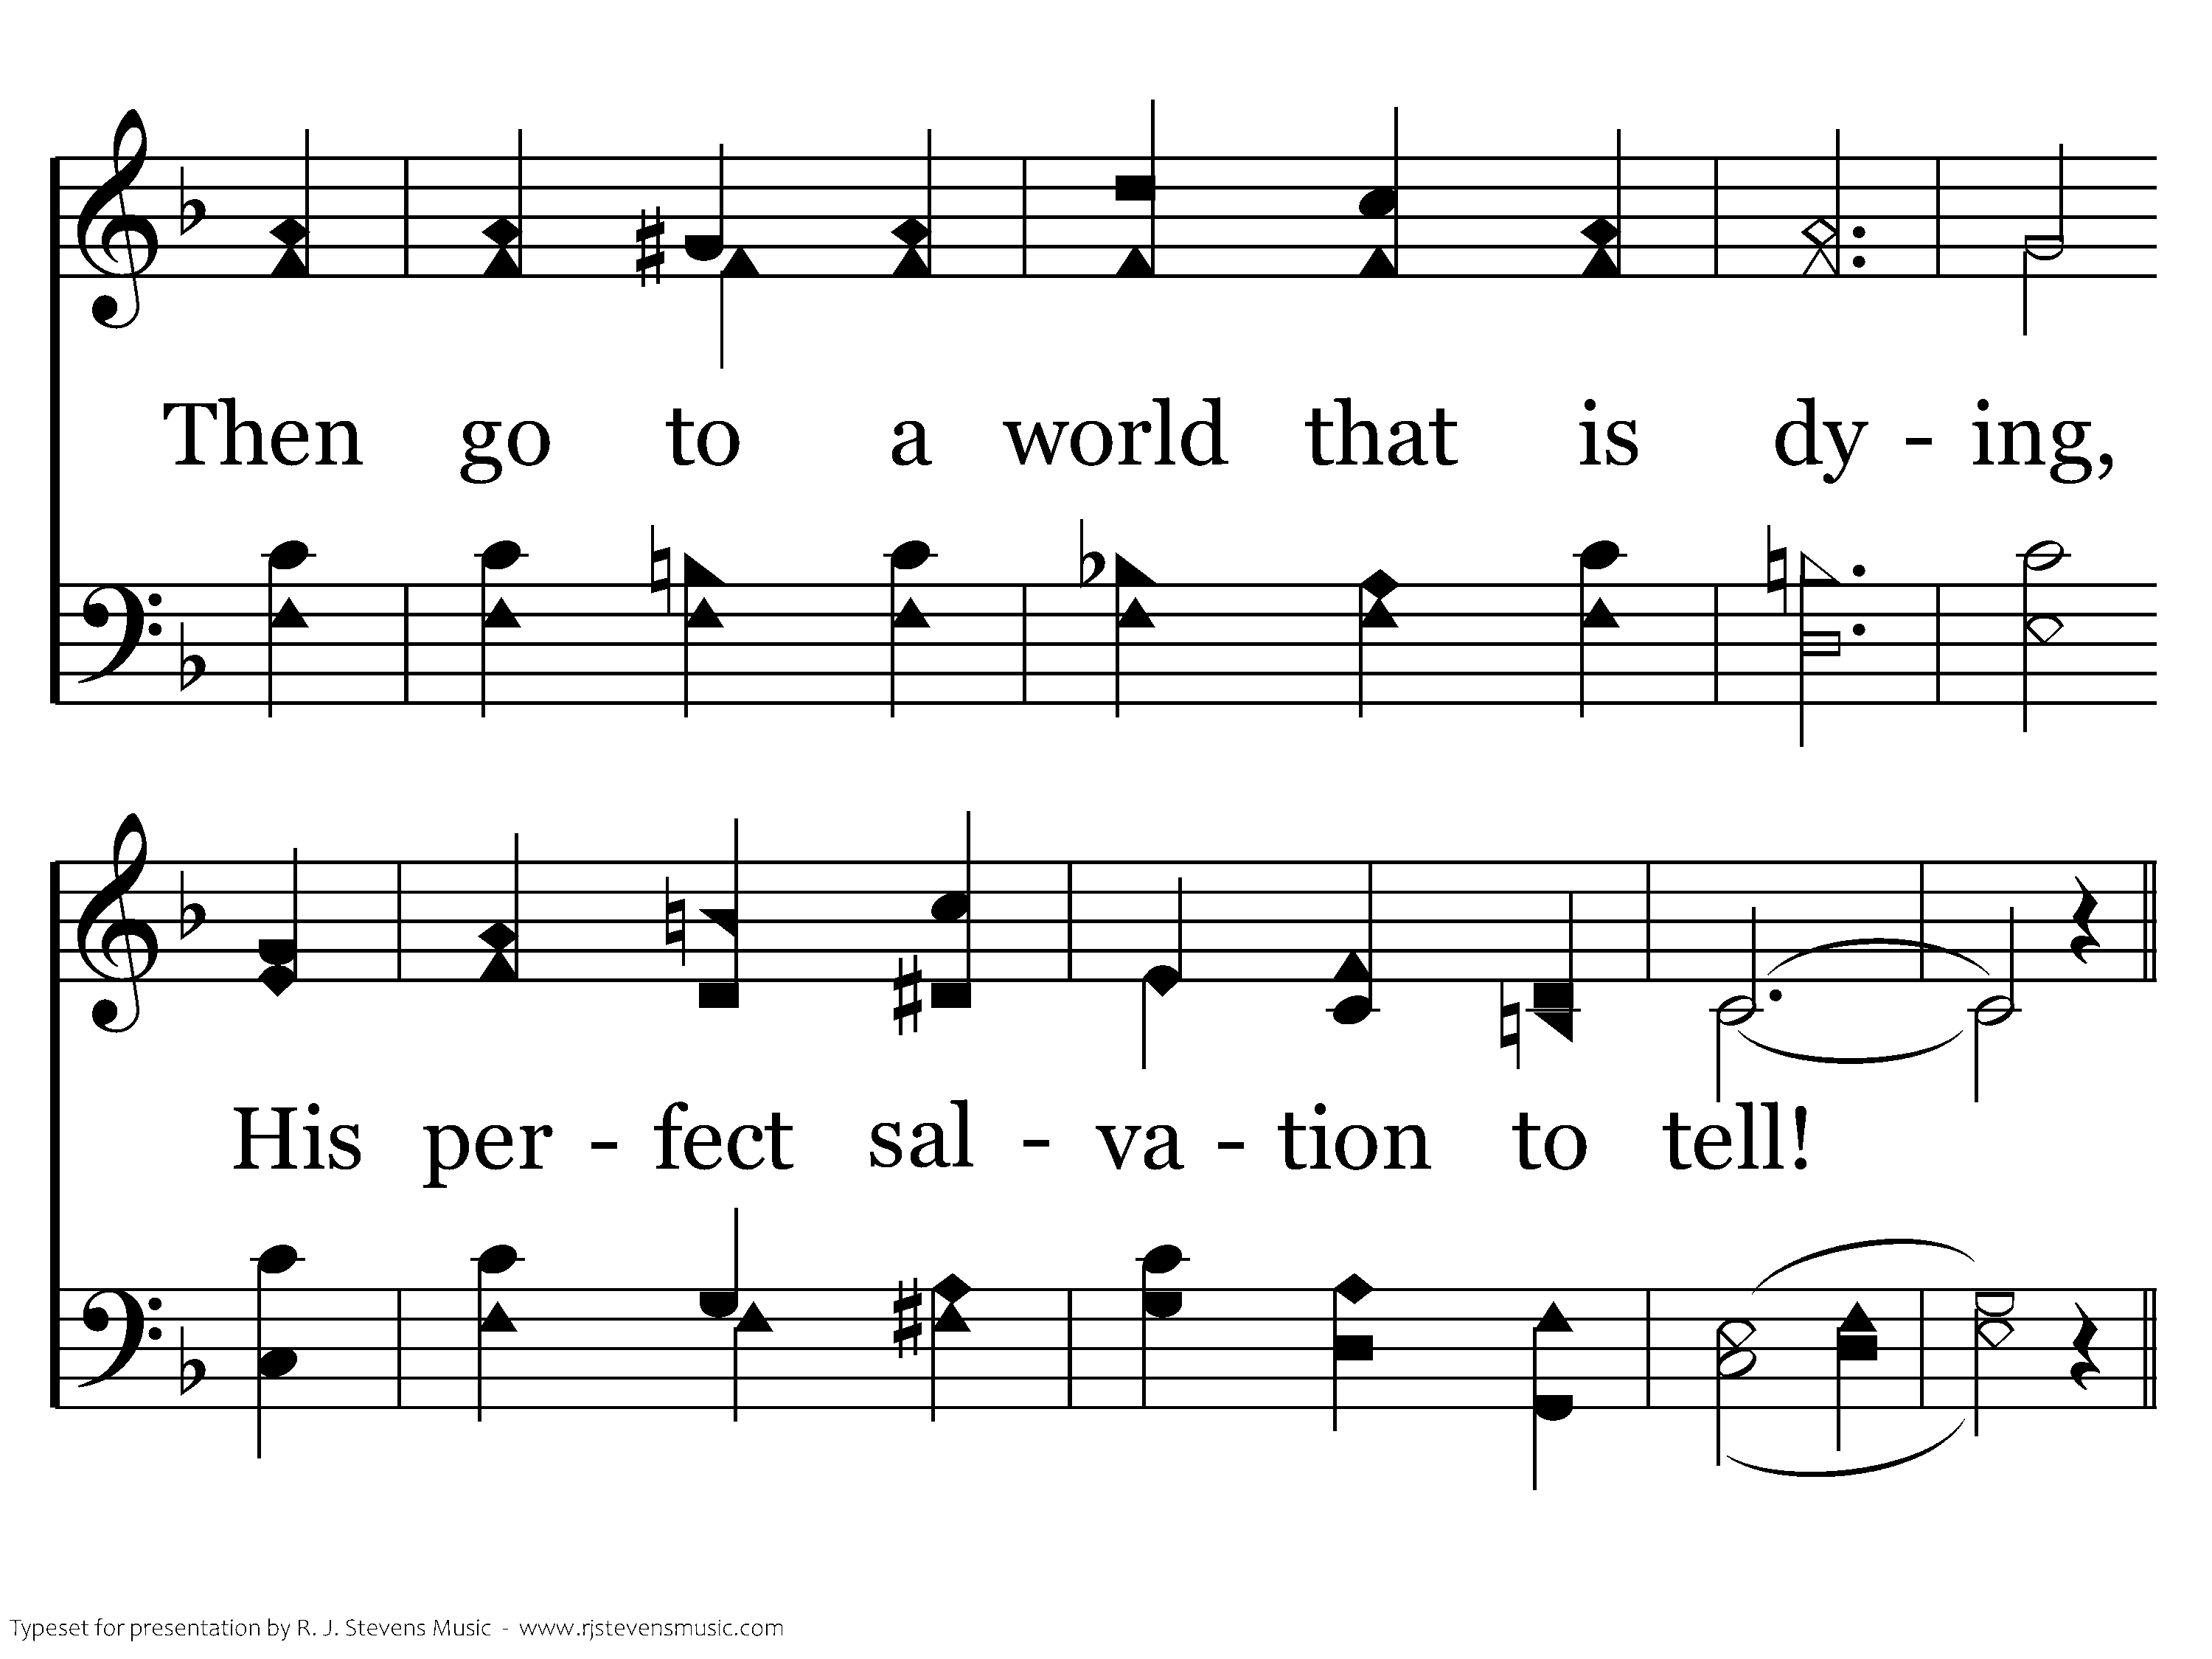 Then go to a world that is dy - ing,
His per - fect sal - va - tion to tell!
Typeset for presentation by R. J. Stevens Music - www.rjstevensmusic.com